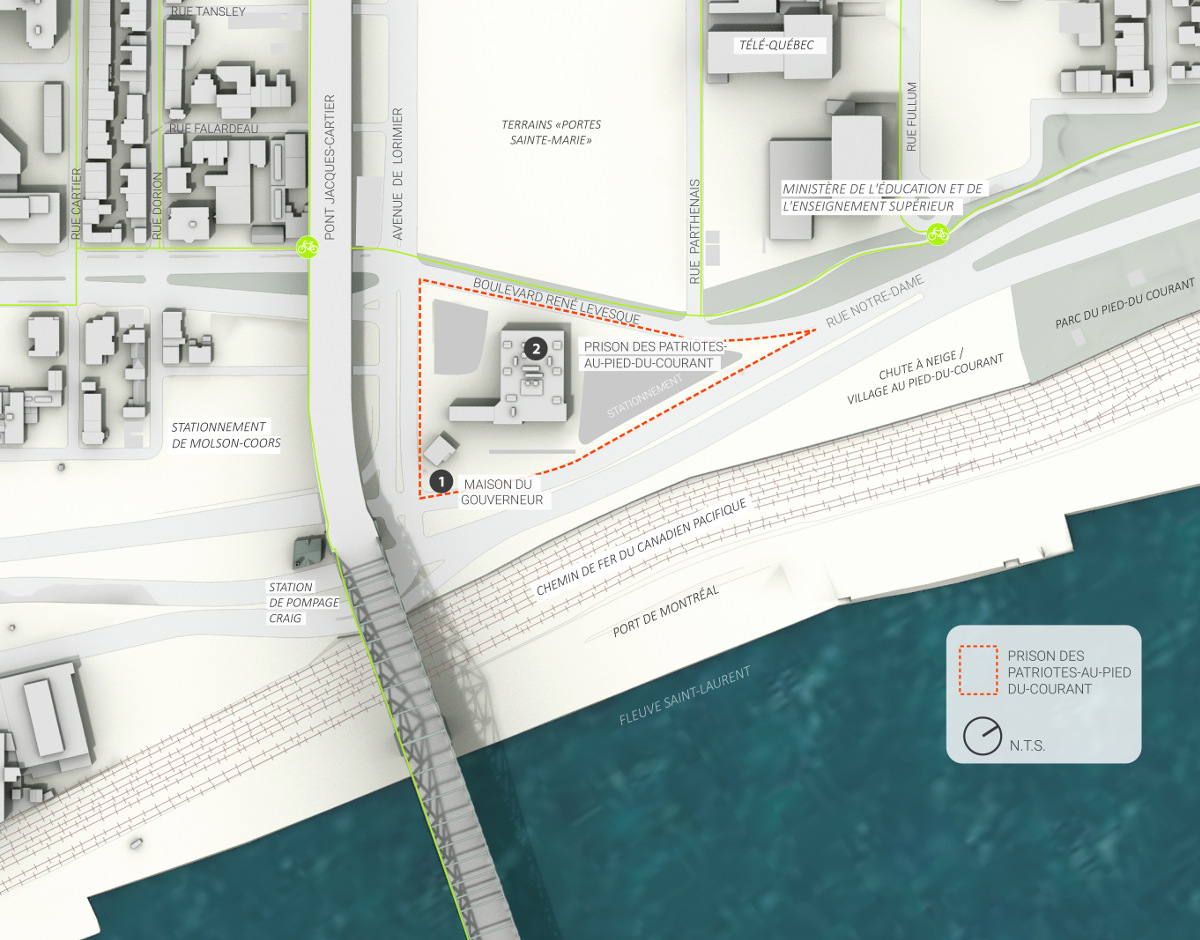 RUE TANSLEY
TÉLÉ-QUÉBEC
RUE FALARDEAU
RUE CARTIER
RUE DORION
PONT JACQUES-CARTIER
AVENUE DE LORIMIER
TERRAINS «PORTES
SAINTE-MARIE»
RUE PARTHENAIS
RUE FULLUM
MINISTÈRE DE L'ÉDUCATION ET DE
L'ENSEIGNEMENT SUPÉRIEUR
BOULEVARD RENÉ LEVESQUE
RUE NOTRE-DAME
PARC DU PIED-DU COURANT
2
PRISON DES PATRIOTES-
AU-PIED-DU-COURANT
STATIONNEMENT
CHUTE À NEIGE /
VILLAGE AU PIED-DU-COURANT
STATIONNEMENT
DE MOLSON-COORS
1
MAISON DU
GOUVERNEUR
CHEMIN DE FER DU CANADIEN PACIFIQUE
STATION
DE POMPAGE
CRAIG
PORT DE MONTRÉAL
FLEUVE SAINT-LAURENT
PRISON DES
PATRIOTES-AU-PIED
DU-COURANT
N.T.S.